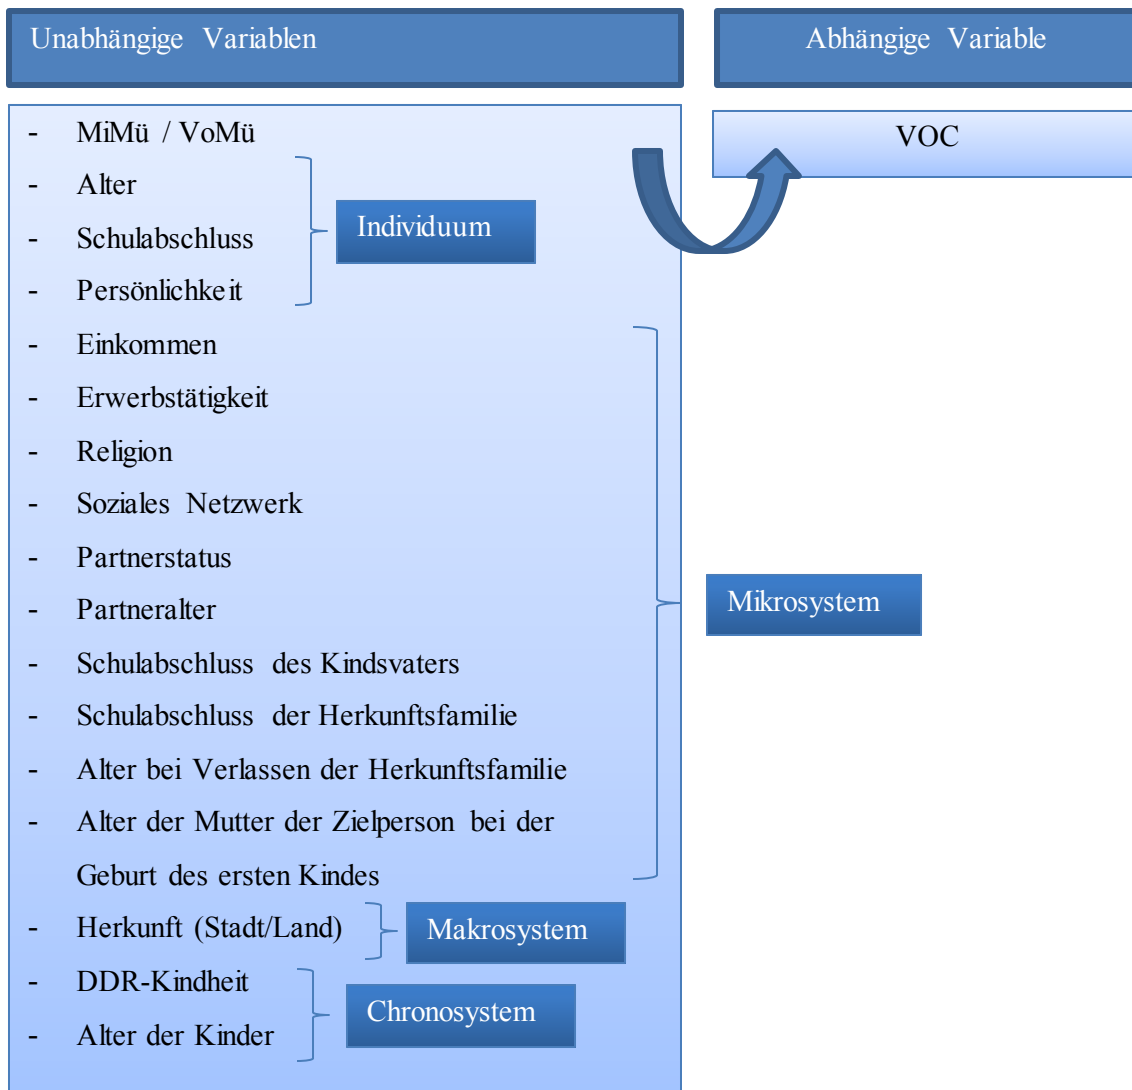 Unabhängige Variablen
Abhängige Variable
- MiMü / VoMü
VOC
- Alter
- Schulabschluss
Individuum
- Persönlichkeit
- Einkommen
- Erwerbstätigkeit
- Religion
- Soziales Netzwerk
- Partnerstatus
- Partneralter
Mikrosystem
- Schulabschluss des Kindsvaters
- Schulabschluss der Herkunftsfamilie
- Alter bei Verlassen der Herkunftsfamilie
- Alter der Mutter der Zielperson bei der
Geburt des ersten Kindes
- Herkunft (Stadt/Land)
Makrosystem
- DDR-Kindheit
Chronosystem
- Alter der Kinder